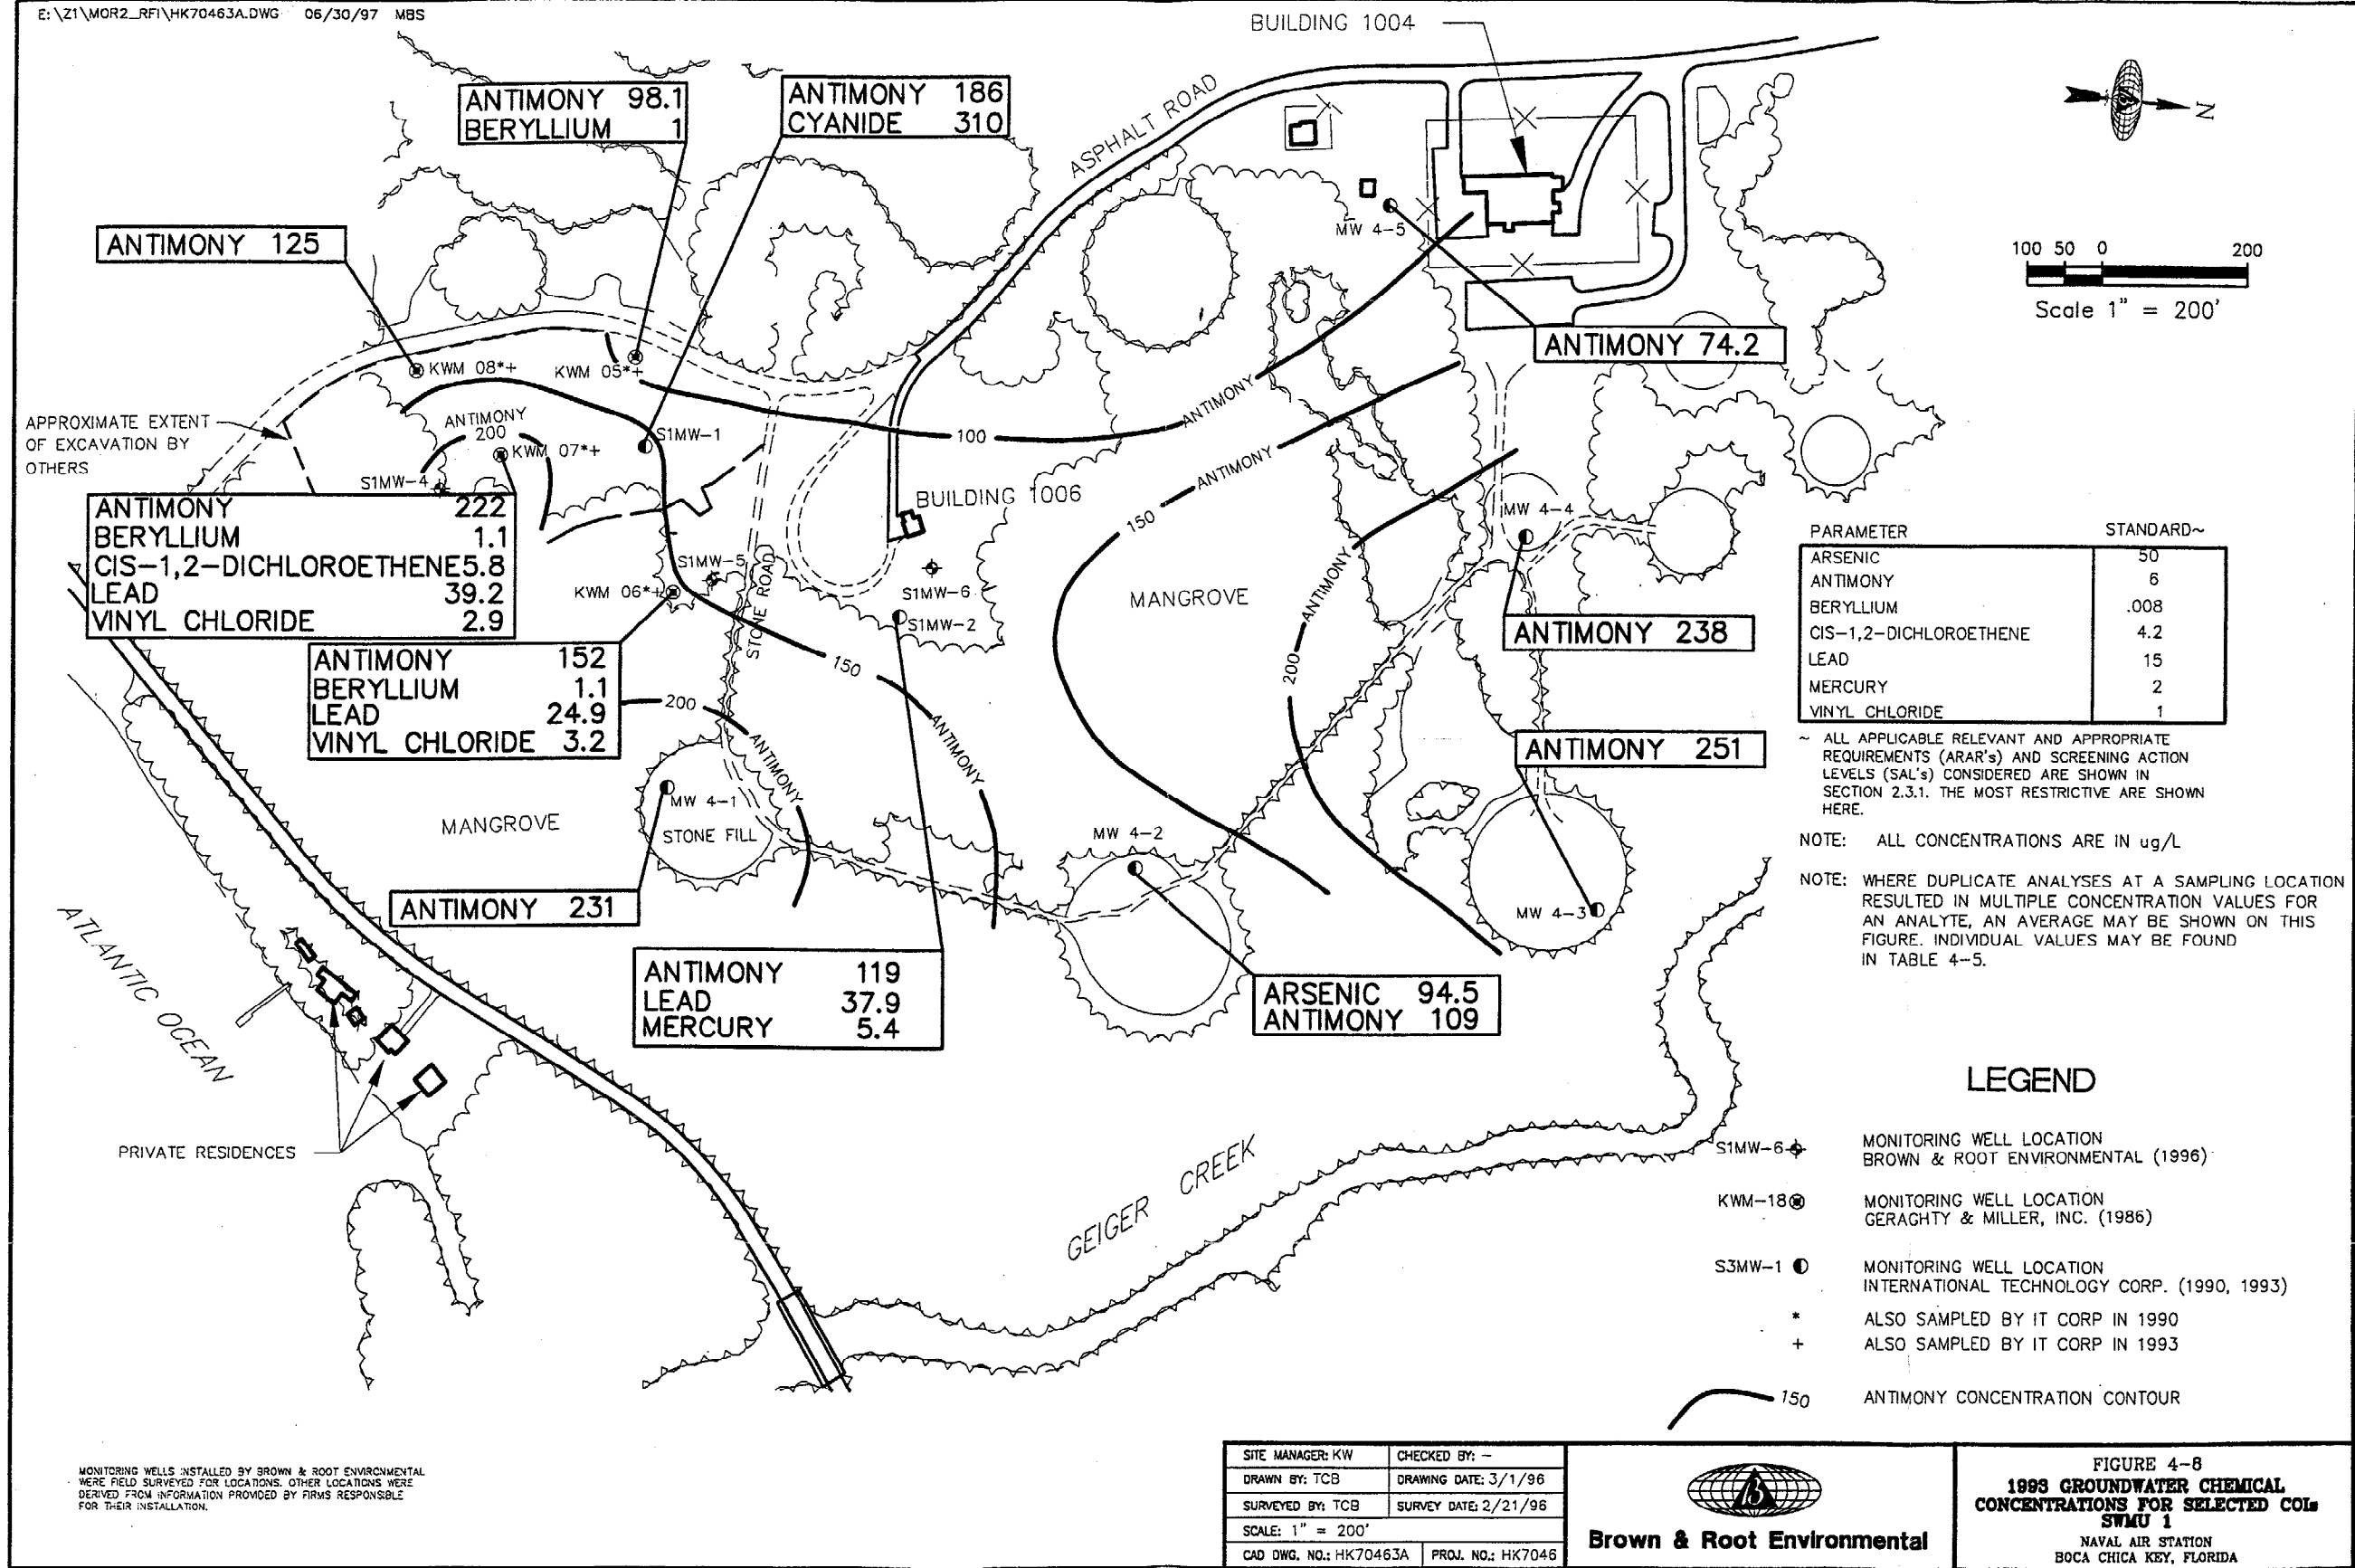 E:\Z1\MOR2_RFI\HK70463A.DWG 06/30/97 MBS
BUILDING 1004
ANTIMONY 98.1
BERYLLIUM 1
ANTIMONY 186
CYANIDE 310
ASPHALT ROAD
N
ANTIMONY 125
MW 4-5
100 50 0 200
Scale 1" = 200'
ANTIMONY 74.2
KWM 08*+
KWM 05*+
APPROXIMATE EXTENT
OF EXCAVATION BY
OTHERS
ANTIMONY
200
KWM 07*+
S1MW-1
S1MW-4
100
ANTIMONY
150
ANTIMONY
200
ANTIMONY
BUILDING 1006
MW 4-4
ANTIMONY 222
BERYLLIUM 1.1
CIS-1,2-DICHLOROETHENE5.8
LEAD 39.2
VINYL CHLORIDE 2.9
S1MW-5
KWM 06*+
STONE ROAD
S1MW-6
S1MW-2
MANGROVE
ANTIMONY 238
PARAMETER STANDARD~
ARSENIC 50
ANTIMONY 6
BERYLLIUM .008
CIS-1,2-DICHLOROETHENE 4.2
LEAD 15
MERCURY 2
VINYL CHLORIDE 1
~ ALL APPLICABLE RELEVANT AND APPROPRIATE
REQUIREMENTS (ARAR's) AND SCREENING ACTION
LEVELS (SAL's) CONSIDERED ARE SHOWN IN
SECTION 2.3.1. THE MOST RESTRICTIVE ARE SHOWN
HERE.
NOTE: ALL CONCENTRATIONS ARE IN ug/L
NOTE: WHERE DUPLICATE ANALYSES AT A SAMPLING LOCATION
RESULTED IN MULTIPLE CONCENTRATION VALUES FOR
AN ANALYTE, AN AVERAGE MAY BE SHOWN ON THIS
FIGURE. INDIVIDUAL VALUES MAY BE FOUND
IN TABLE 4-5.
ANTIMONY 152
BERYLLIUM 1.1
LEAD 24.9
VINYL CHLORIDE 3.2
150
ANTIMONY
200
ANTIMONY
ANTIMONY 251
MW 4-1
STONE FILL
MANGROVE
MW 4-2
MW 4-3
ANTIMONY 231
ATLANTIC OCEAN
ANTIMONY 119
LEAD 37.9
MERCURY 5.4
ARSENIC 94.5
ANTIMONY 109
PRIVATE RESIDENCES
GEIGER CREEK
LEGEND
S1MW-6 MONITORING WELL LOCATION
BROWN & ROOT ENVIRONMENTAL (1996)
KWM-18 MONITORING WELL LOCATION
GERAGHTY & MILLER, INC. (1986)
S3MW-1 MONITORING WELL LOCATION
INTERNATIONAL TECHNOLOGY CORP. (1990, 1993)
* ALSO SAMPLED BY IT CORP IN 1990
+ ALSO SAMPLED BY IT CORP IN 1993
150 ANTIMONY CONCENTRATION CONTOUR
MONITORING WELLS INSTALLED BY BROWN & ROOT ENVIRONMENTAL
WERE FIELD SURVEYED FOR LOCATIONS. OTHER LOCATIONS WERE
DERIVED FROM INFORMATION PROVIDED BY FIRMS RESPONSIBLE
FOR THEIR INSTALLATION.
SITE MANAGER: KW CHECKED BY: -
DRAWN BY: TCB DRAWING DATE: 3/1/96
SURVEYED BY: TCB SURVEY DATE: 2/21/96
SCALE: 1" = 200'
CAD DWG. NO.: HK70463A PROJ. NO.: HK7046
Brown & Root Environmental
FIGURE 4-8
1993 GROUNDWATER CHEMICAL
CONCENTRATIONS FOR SELECTED COIs
SWMU 1
NAVAL AIR STATION
BOCA CHICA KEY, FLORIDA